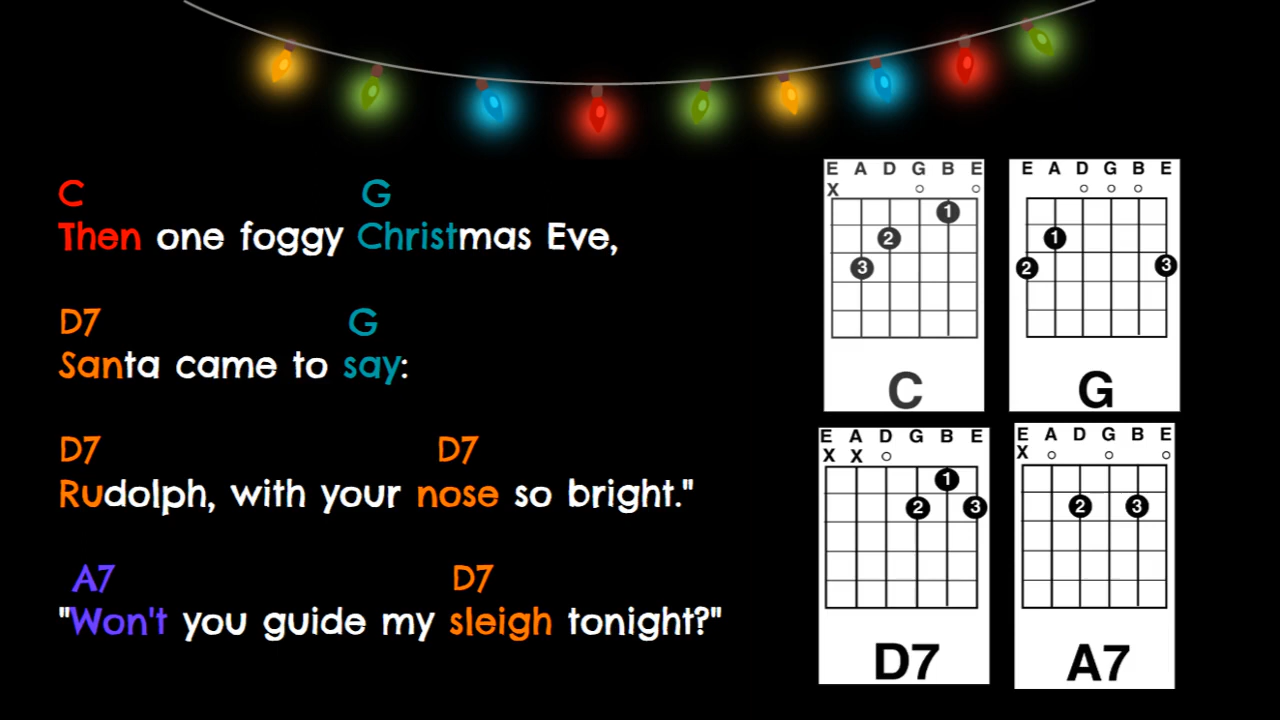 C G
Then one foggy Christmas Eve,
D7 G
Santa came to say:
D7 D7
Rudolph, with your nose so bright."
A7 D7
"Won't you guide my sleigh tonight?"
E A D G B E
X ○ ○
1
2
3
C
E A D G B E
○ ○ ○
1
2 3
G
E A D G B E
X X ○
1
2 3
D7
E A D G B E
X ○ ○ ○
2 3
A7